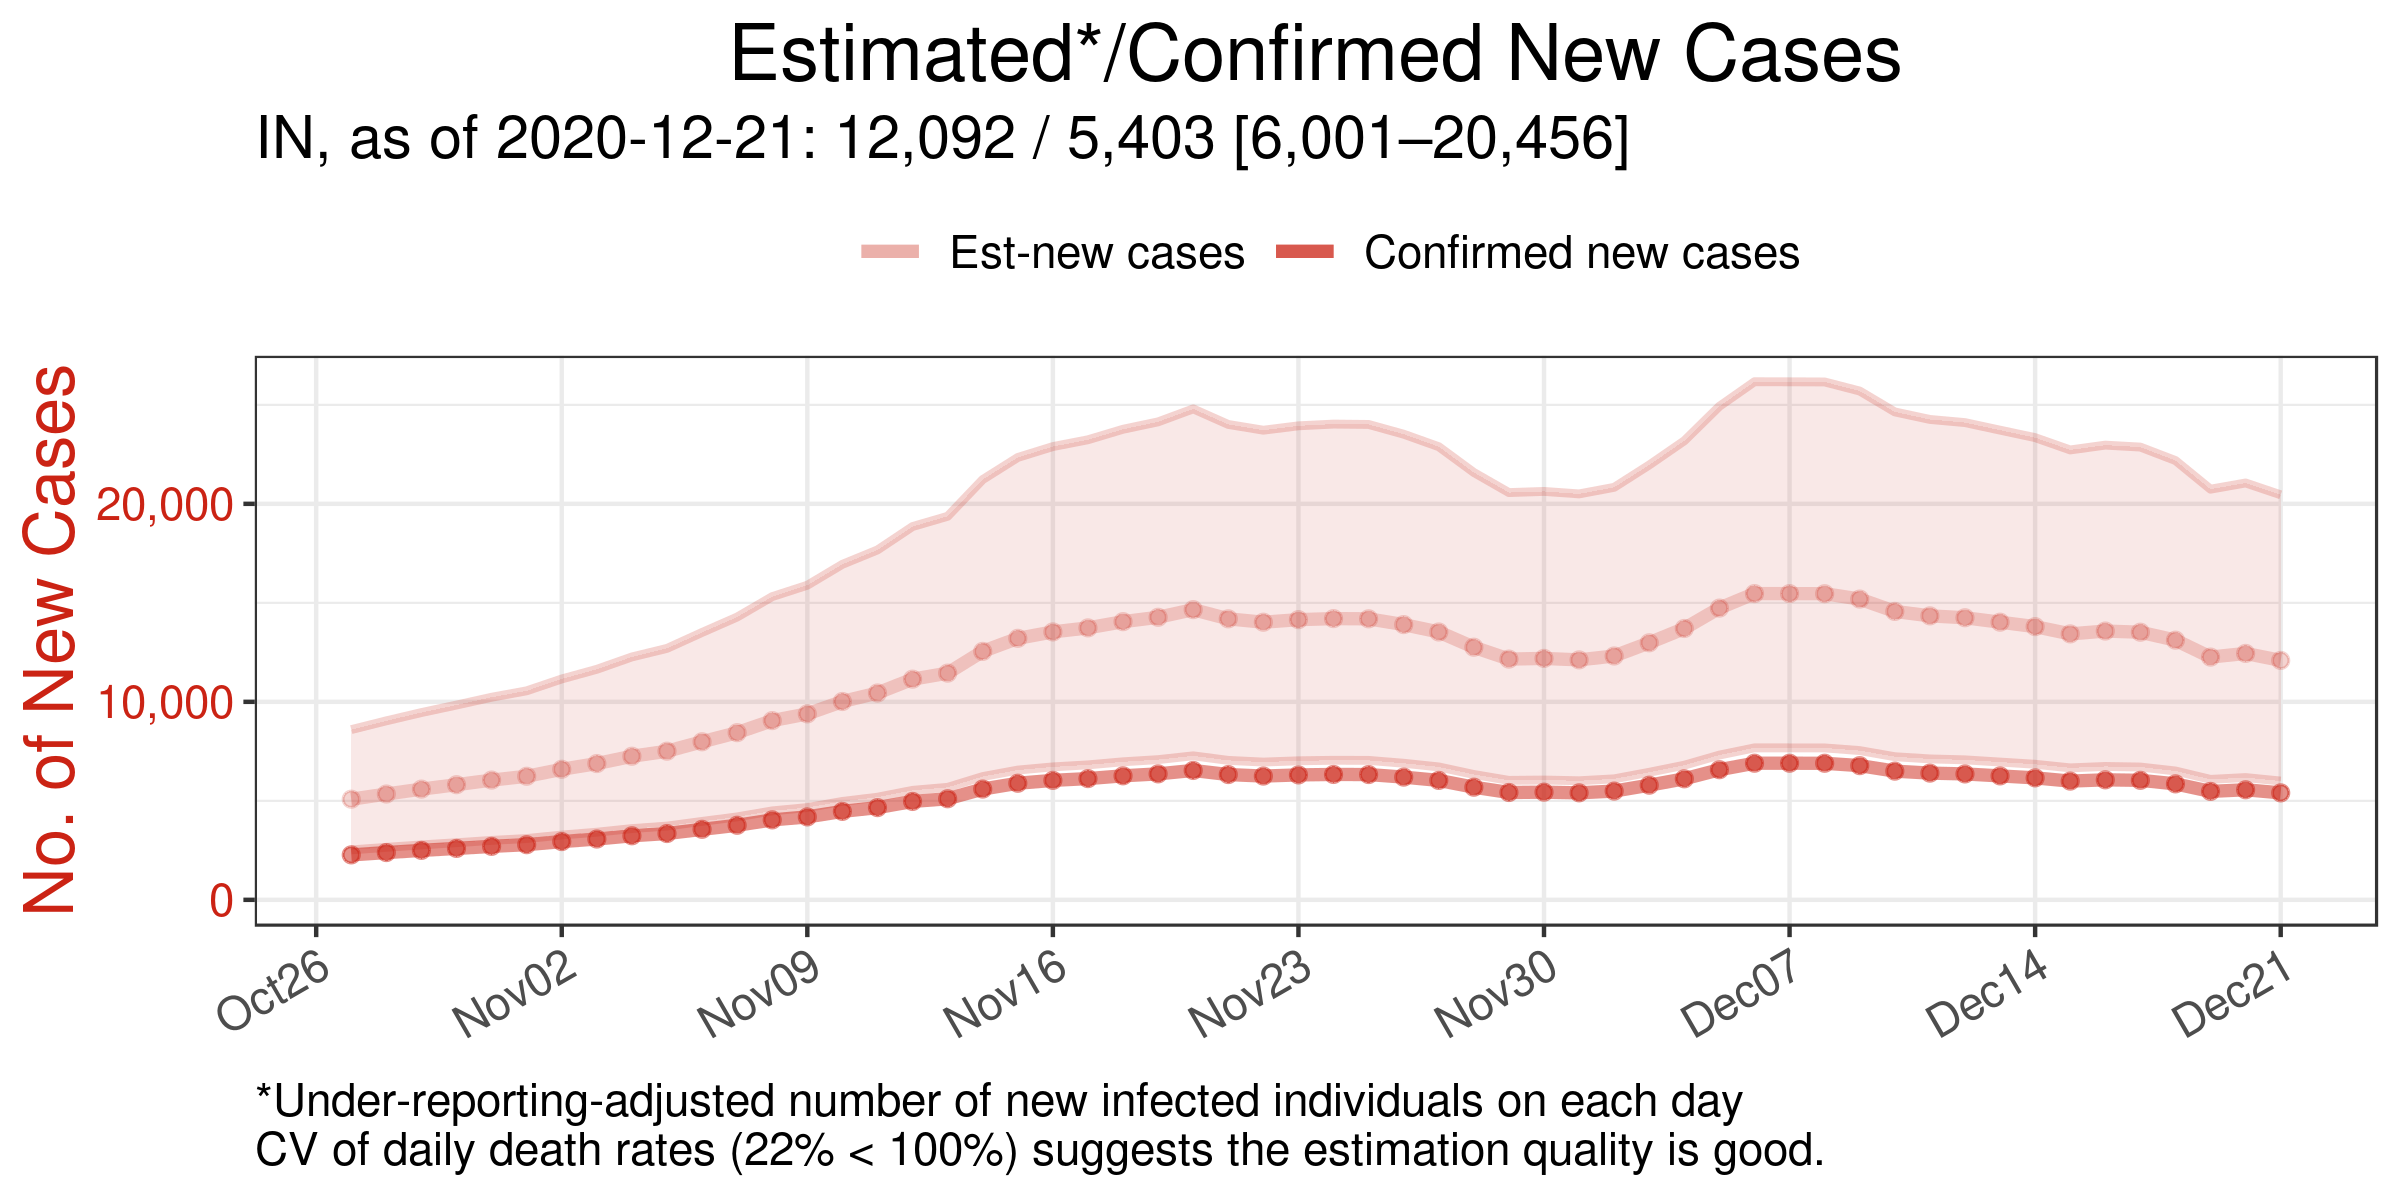 Estimated*/Confirmed New Cases
IN, as of 2020-12-21: 12,092 / 5,403 [6,001–20,456]
Est-new cases
Confirmed new cases
No. of New Cases
20,000
10,000
0
Oct26
Nov02
Nov09
Nov16
Nov23
Nov30
Dec07
Dec14
Dec21
*Under-reporting-adjusted number of new infected individuals on each day
CV of daily death rates (22% < 100%) suggests the estimation quality is good.